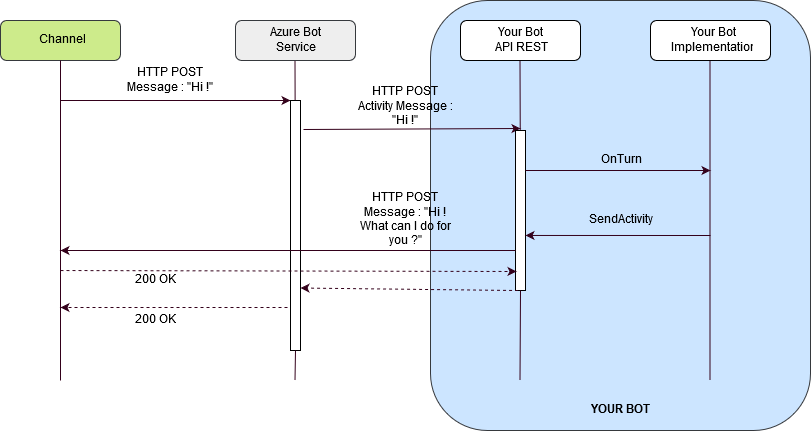 Channel
Azure Bot
Service
Your Bot
API REST
Your Bot
Implementation
HTTP POST
Message : "Hi !"
HTTP POST
Activity Message :
"Hi !"
OnTurn
HTTP POST
Message : "Hi !
What can I do for
you ?"
SendActivity
200 OK
200 OK
YOUR BOT